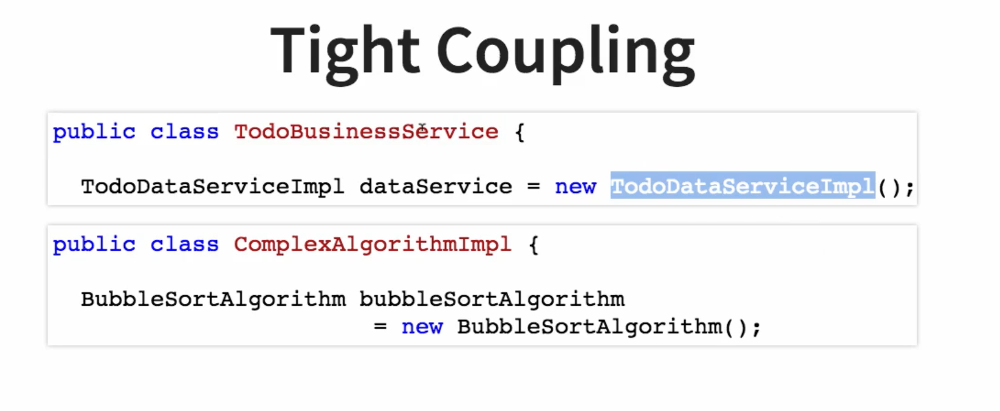 Tight Coupling
public class TodoBusinessService {
TodoDataServiceImpl dataService = new TodoDataServiceImpl();
public class ComplexAlgorithmImpl {
BubbleSortAlgorithm bubbleSortAlgorithm
= new BubbleSortAlgorithm();